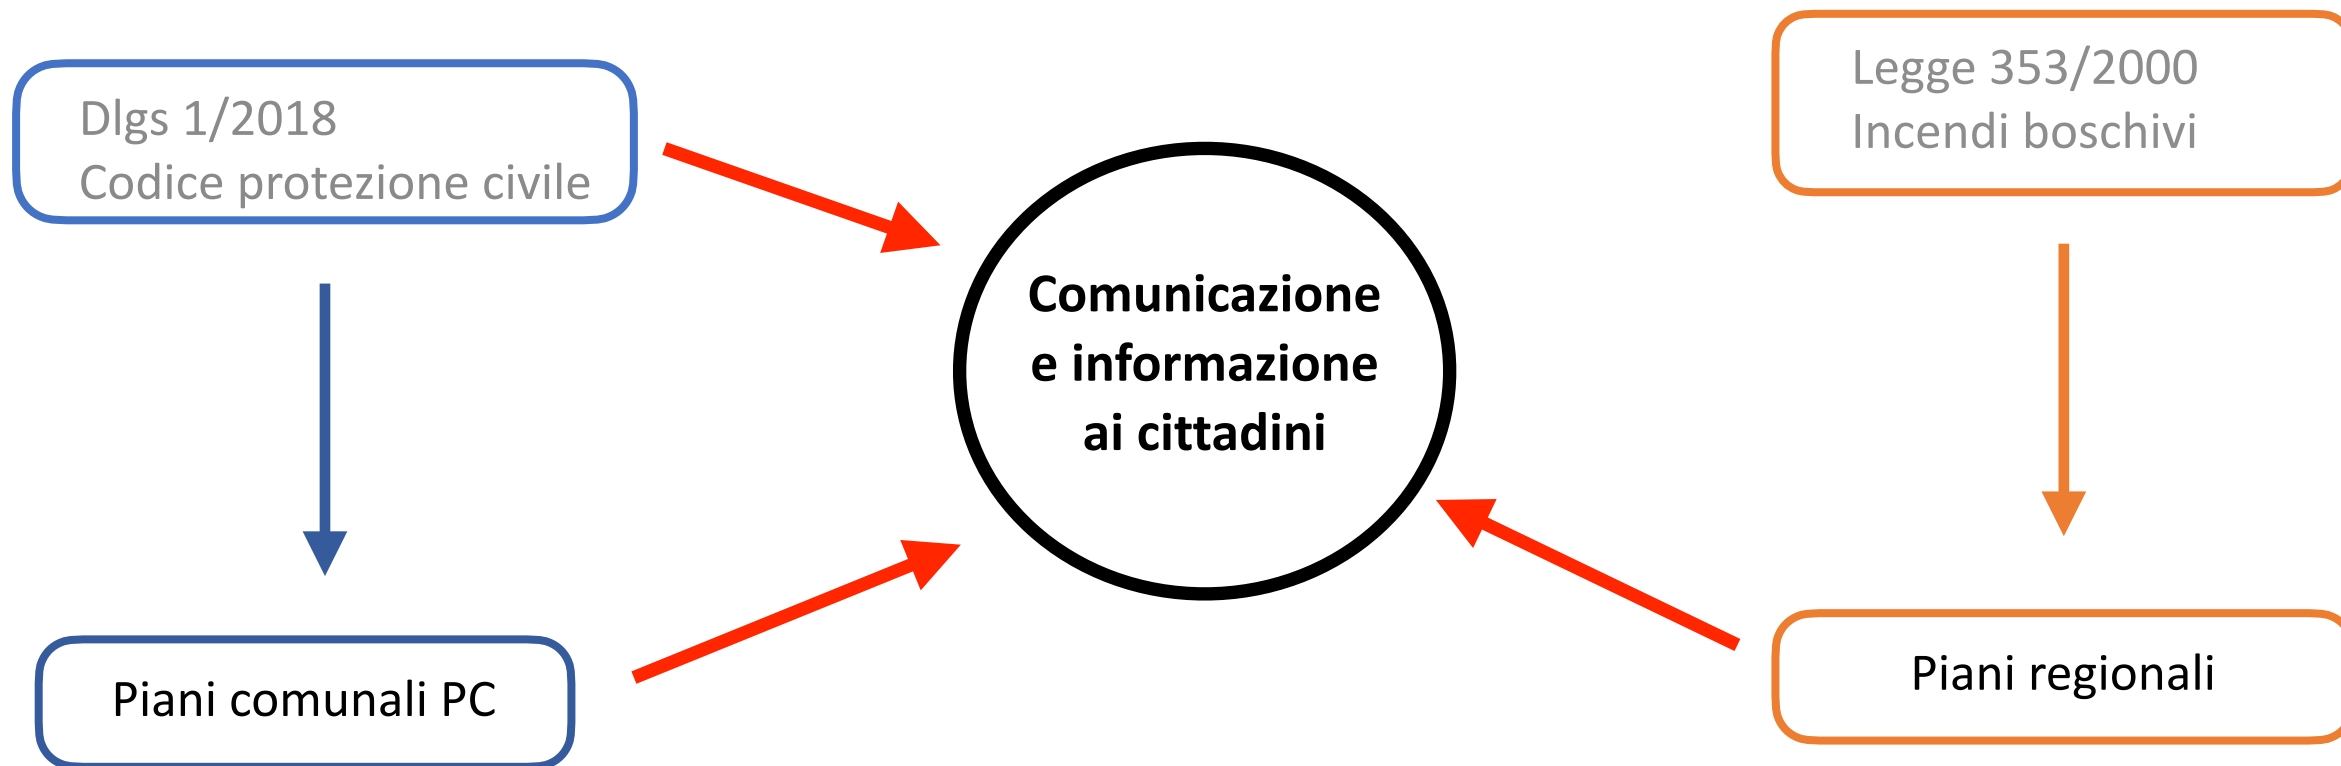 Dlgs 1/2018
Codice protezione civile
Legge 353/2000
Incendi boschivi
Comunicazione
e informazione
ai cittadini
Piani comunali PC
Piani regionali